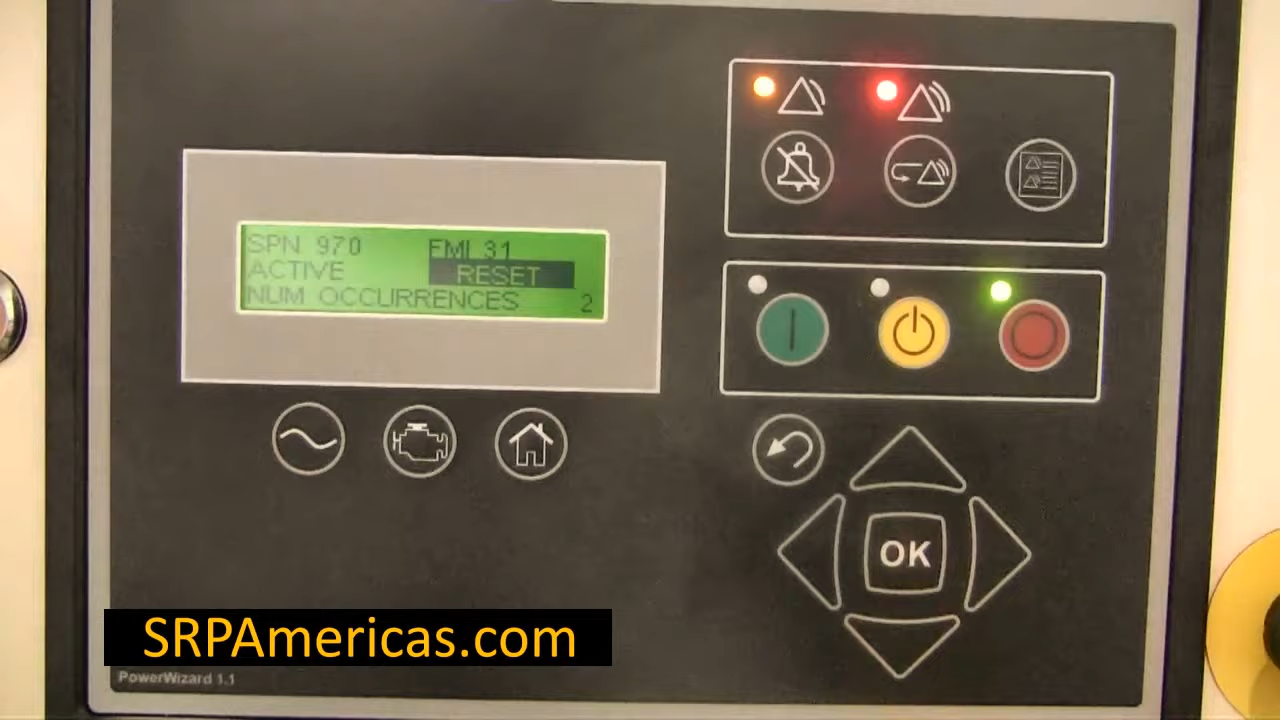 SPN 970 FMI 31
ACTIVE RESET
NUM OCCURRENCES 2
OK
SRPAmericas.com
PowerWizard 1.1